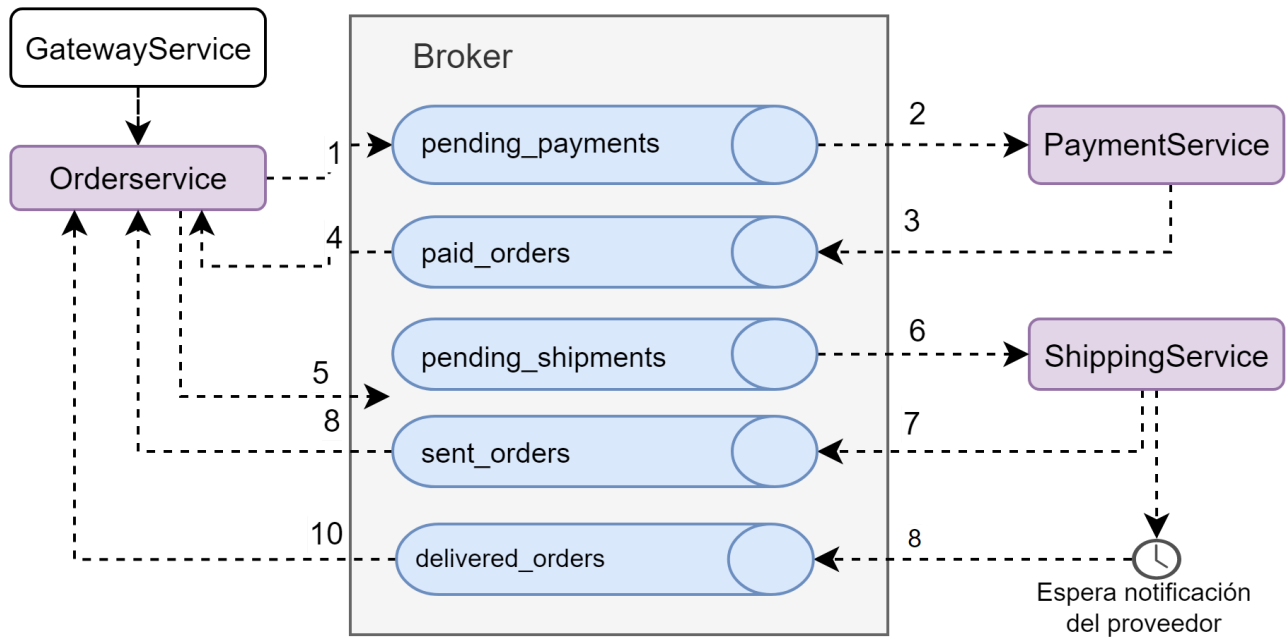 GatewayService
Broker
Orderservice
1
pending_payments
2
PaymentService
4
paid_orders
3
pending_shipments
6
ShippingService
5
8
sent_orders
7
10
delivered_orders
8
Espera notificación
del proveedor